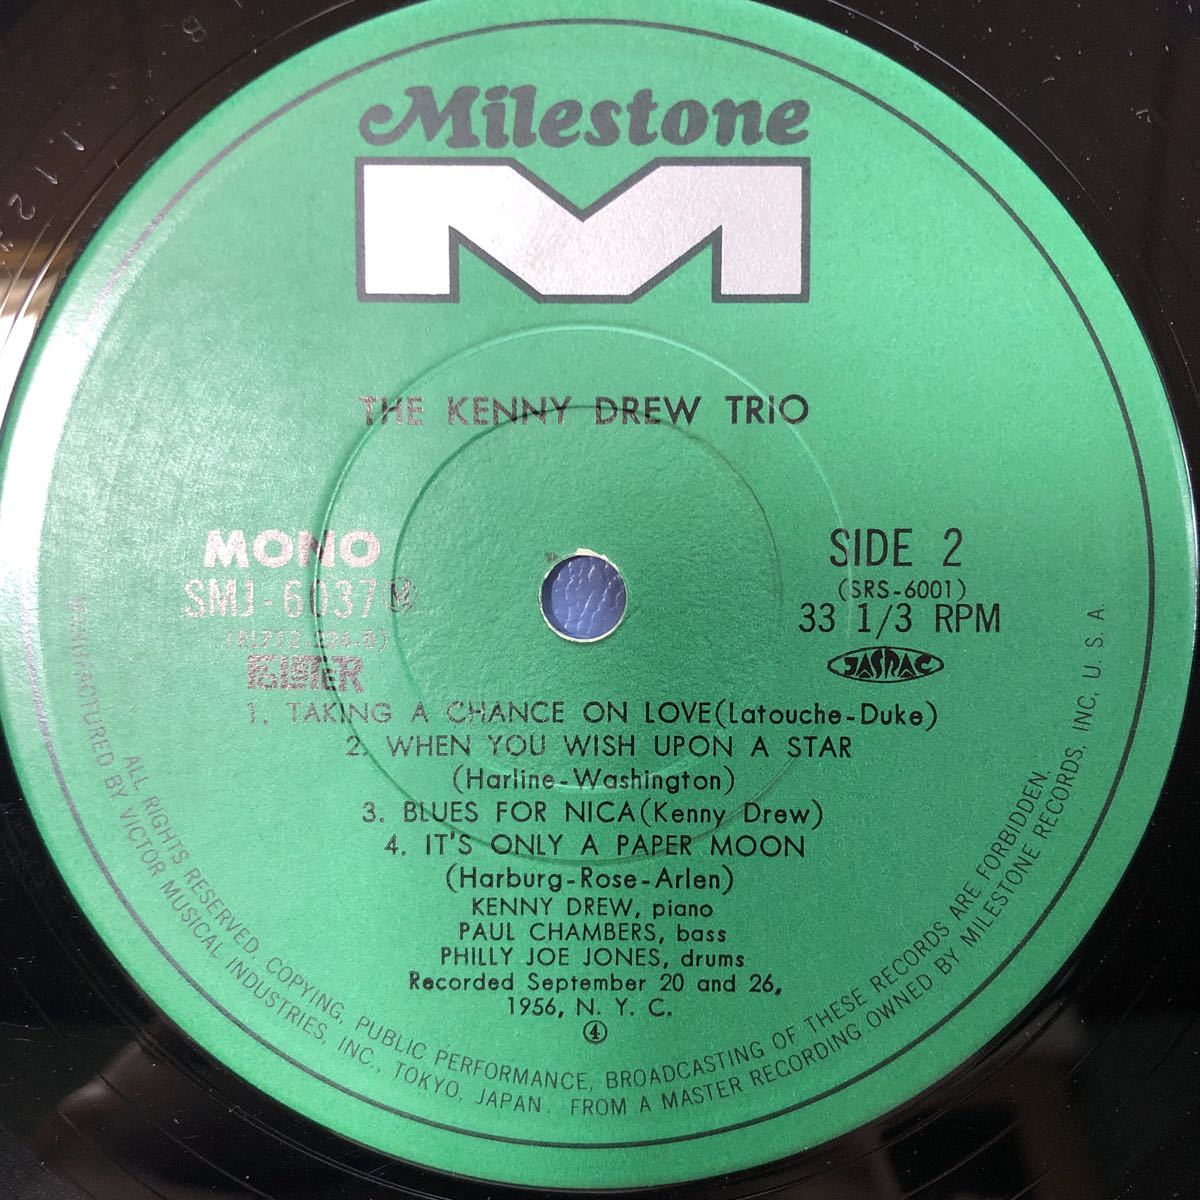 Milestone
THE KENNY DREW TRIO
MONO
SIDE 2
SMJ-6037 M
(SRS-6001)
33 1/3 RPM
JASRAC
1. TAKING A CHANCE ON LOVE(Latouche-Duke)
2. WHEN YOU WISH UPON A STAR
(Harline-Washington)
3. BLUES FOR NICA(Kenny Drew)
4. IT'S ONLY A PAPER MOON
(Harburg-Rose-Arlen)
KENNY DREW, piano
PAUL CHAMBERS, bass
PHILLY JOE JONES, drums
Recorded September 20 and 26,
1956, N. Y. C.
④
ALL RIGHTS RESERVED, COPYING, PUBLIC PERFORMANCE, BROADCASTING OF THESE RECORDS ARE FORBIDDEN.
MANUFACTURED BY VICTOR MUSICAL INDUSTRIES, INC., TOKYO, JAPAN. FROM A MASTER RECORDING OWNED BY MILESTONE RECORDS, INC, U. S. A.